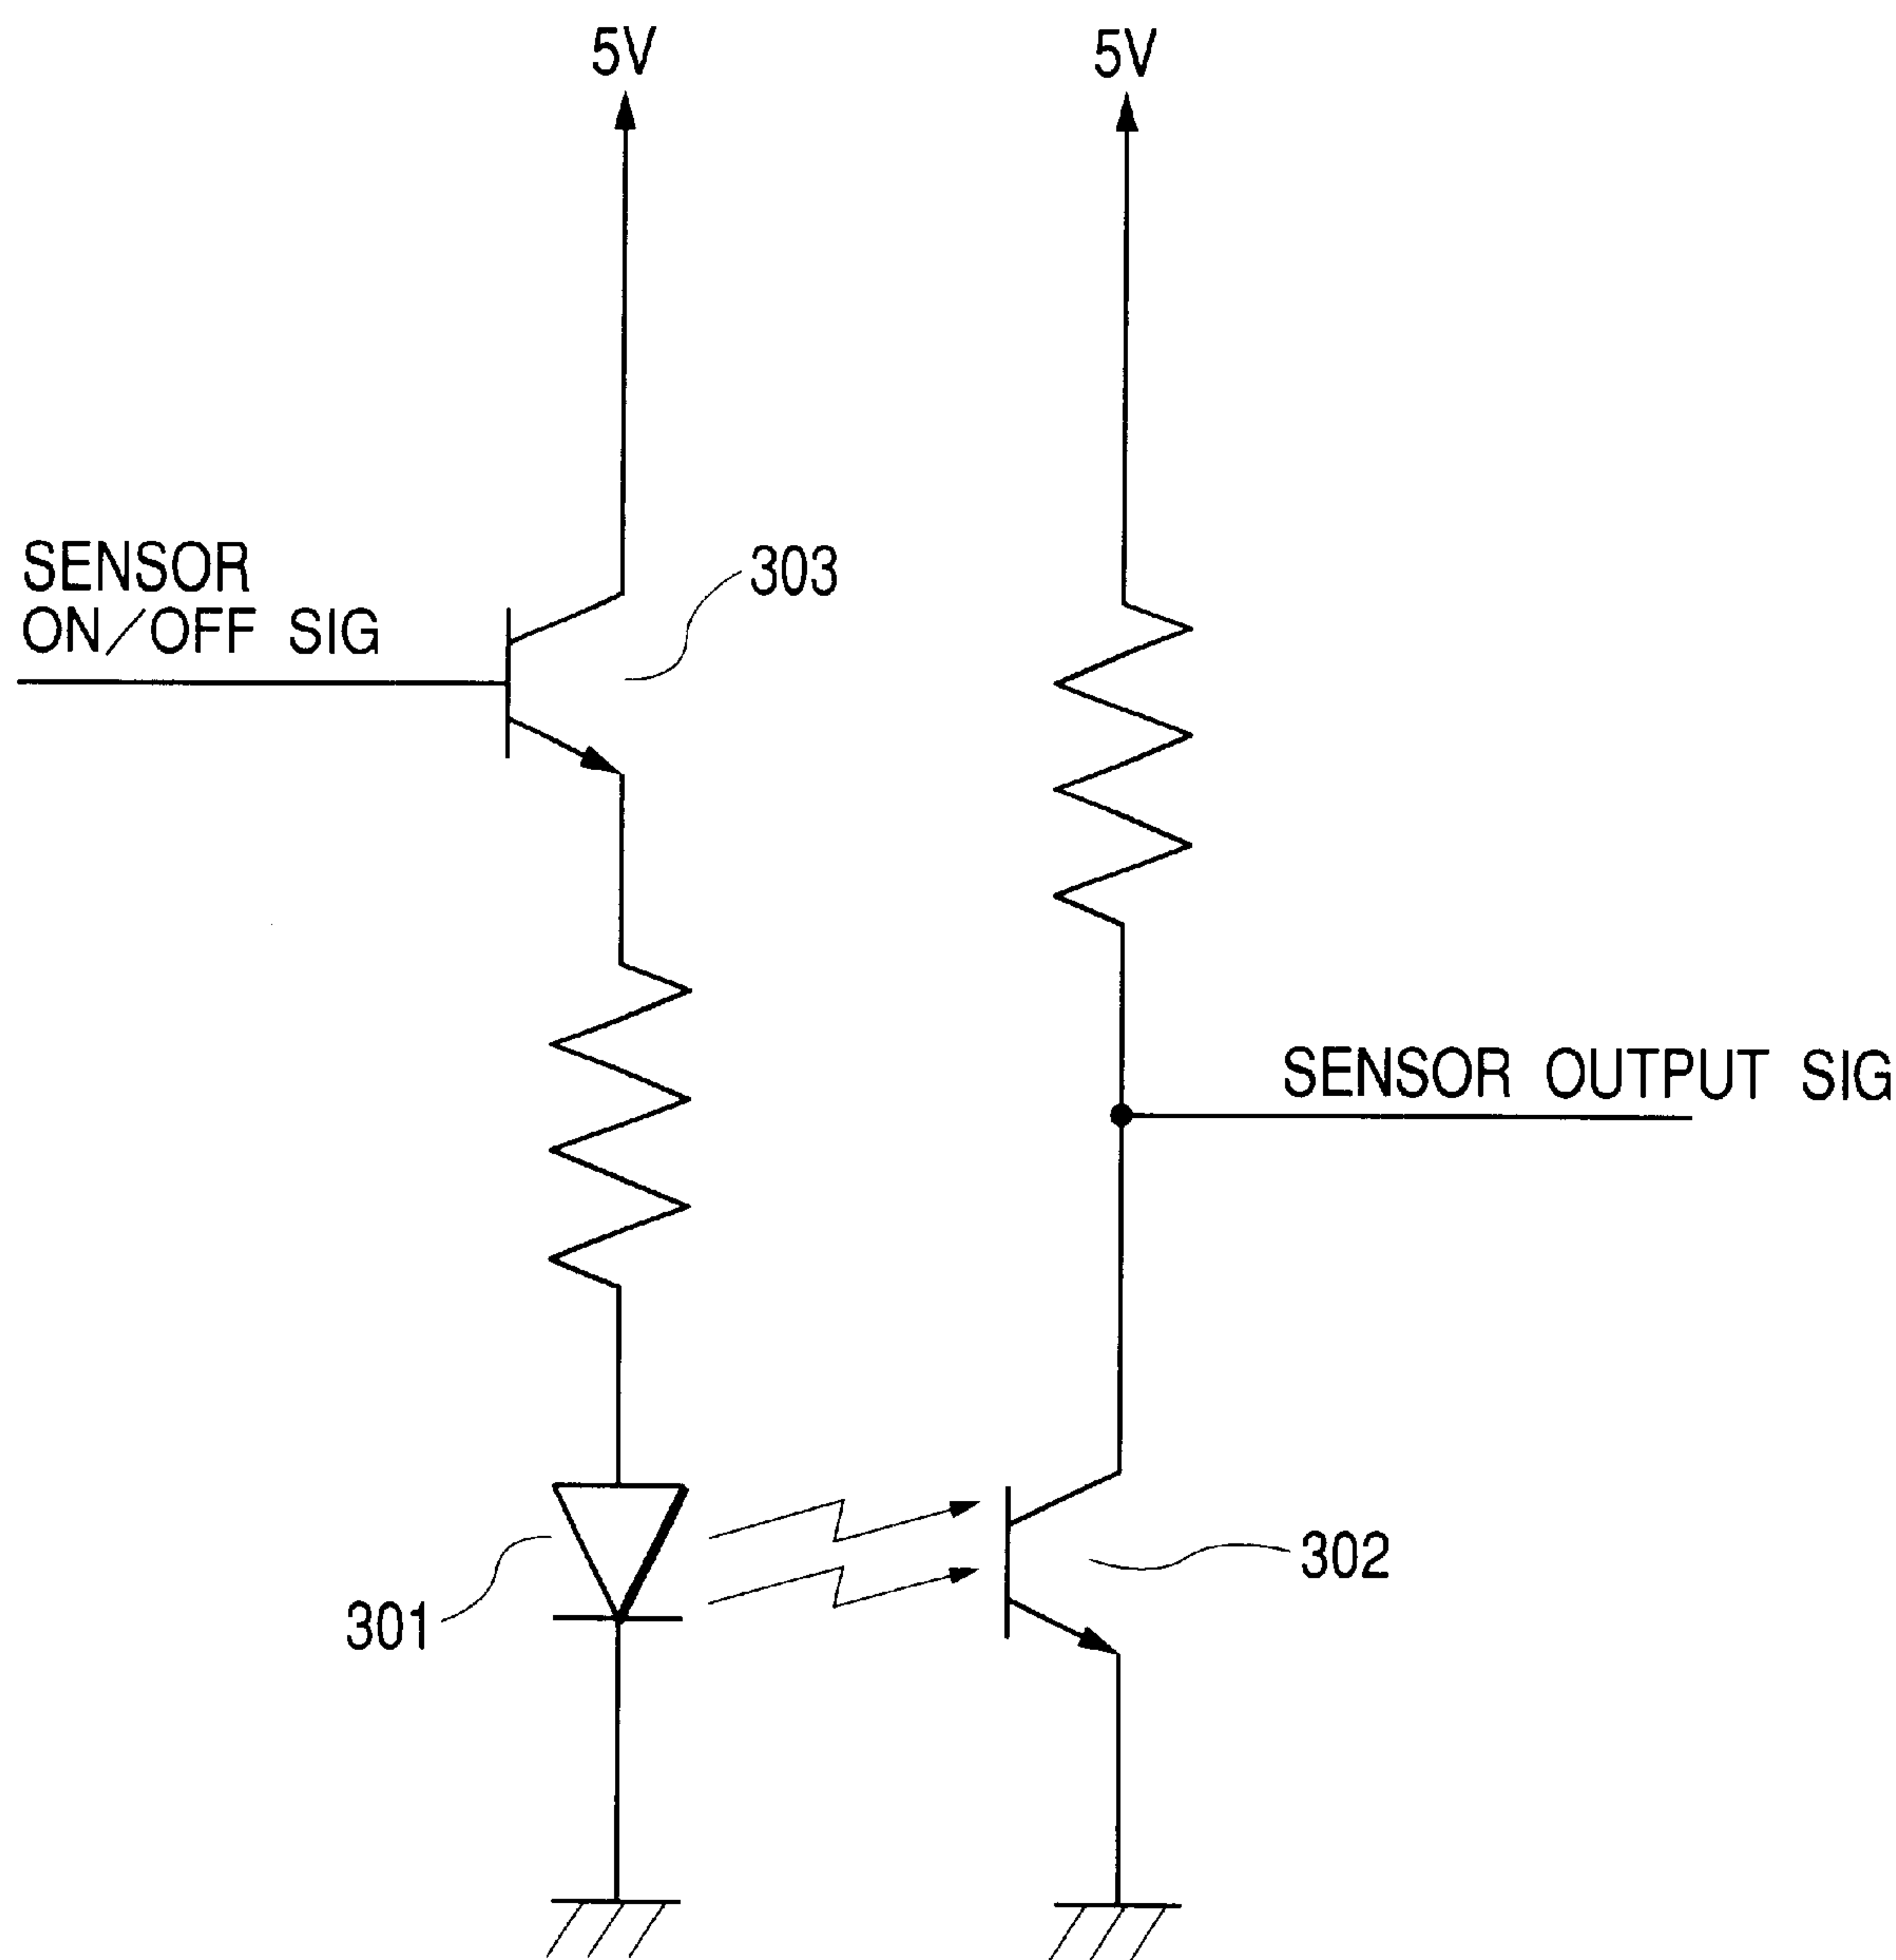 5V
5V
SENSOR
ON/OFF SIG
303
SENSOR OUTPUT SIG
302
301